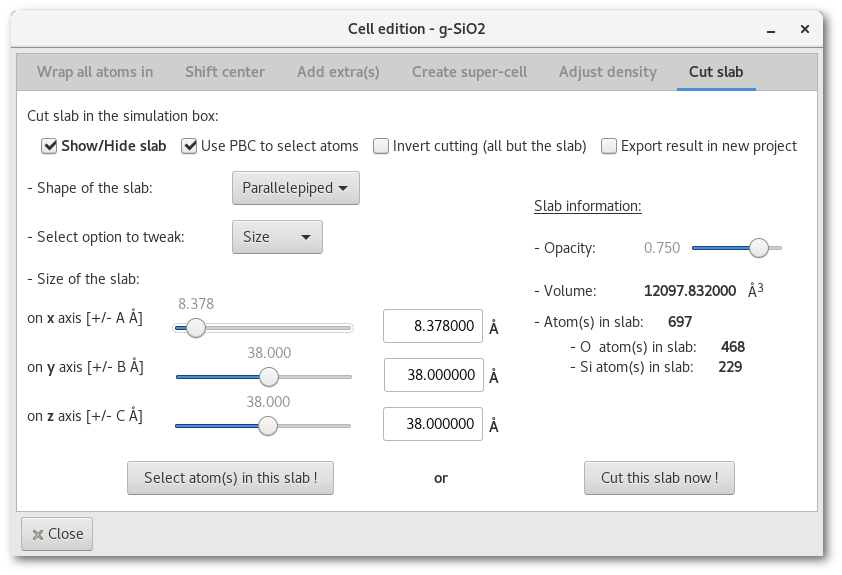 Cell edition - g-SiO2
Wrap all atoms in Shift center Add extra(s) Create super-cell Adjust density Cut slab
Cut slab in the simulation box:
Show/Hide slab Use PBC to select atoms Invert cutting (all but the slab) Export result in new project
- Shape of the slab: Parallelepiped
- Select option to tweak: Size
- Size of the slab:
8.378
on x axis [+/- A Å] 8.378000 Å
38.000
on y axis [+/- B Å] 38.000000 Å
38.000
on z axis [+/- C Å] 38.000000 Å
Slab information:
- Opacity: 0.750
- Volume: 12097.832000 Å3
- Atom(s) in slab: 697
- O atom(s) in slab: 468
- Si atom(s) in slab: 229
Select atom(s) in this slab ! or Cut this slab now !
Close